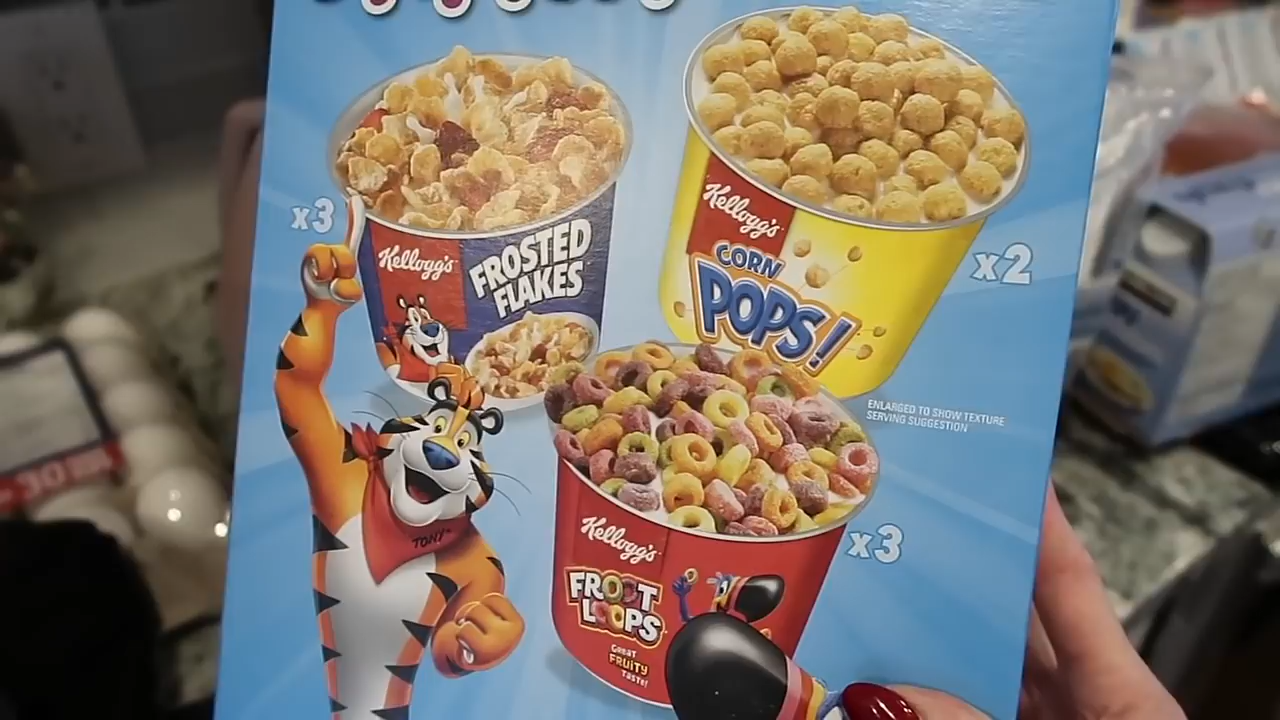 x3
Kellogg's
FROSTED
FLAKES
Kellogg's
CORN
POPS!
x2
ENLARGED TO SHOW TEXTURE
SERVING SUGGESTION
TONY
Kellogg's
FROOT
LOOPS
GREAT
FRUITY
TASTE!
x3